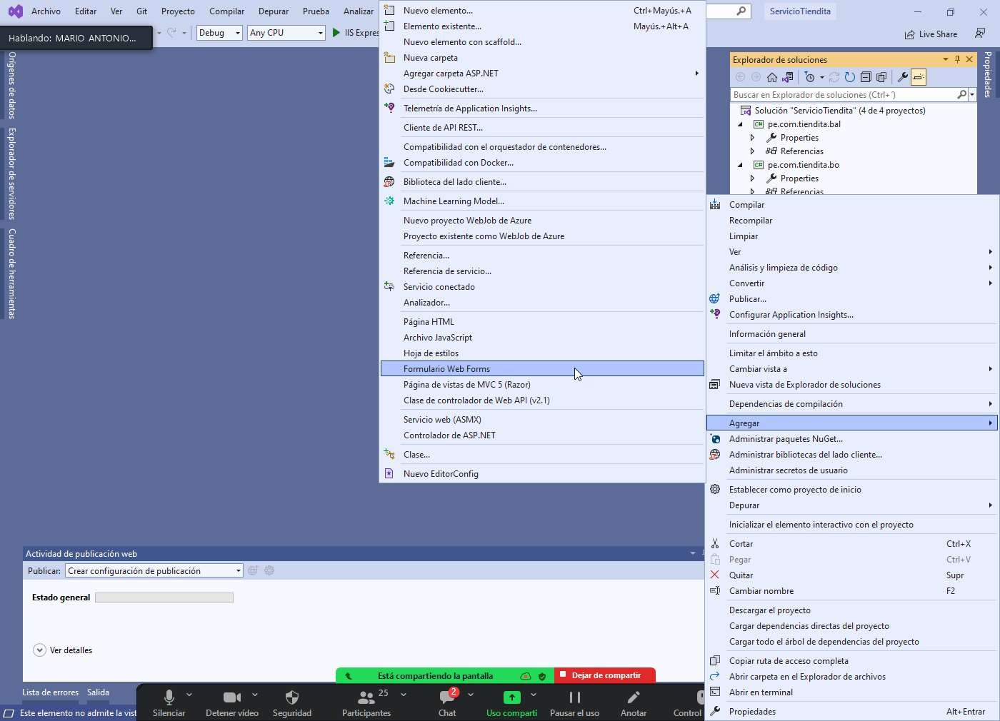 Archivo Editar Ver Git Proyecto Compilar Depurar Prueba Analizar
ServicioTiendita
Hablando: MARIO ANTONIO...
Debug
Any CPU
IIS Expres
Live Share
Orígenes de datos
Explorador de servidores
Cuadro de herramientas
Nuevo elemento... Ctrl+Mayús.+A
Elemento existente... Mayús.+Alt+A
Nuevo elemento con scaffold...
Nueva carpeta
Agregar carpeta ASP.NET
Desde Cookiecutter...
Telemetría de Application Insights...
Cliente de API REST...
Compatibilidad con el orquestador de contenedores...
Compatibilidad con Docker...
Biblioteca del lado cliente...
Machine Learning Model...
Nuevo proyecto WebJob de Azure
Proyecto existente como WebJob de Azure
Referencia...
Referencia de servicio...
Servicio conectado
Analizador...
Página HTML
Archivo JavaScript
Hoja de estilos
Formulario Web Forms
Página de vistas de MVC 5 (Razor)
Clase de controlador de Web API (v2.1)
Servicio web (ASMX)
Controlador de ASP.NET
Clase...
Nuevo EditorConfig
Explorador de soluciones
Propiedades
Buscar en Explorador de soluciones (Ctrl+´)
Solución "ServicioTiendita" (4 de 4 proyectos)
C# pe.com.tiendita.bal
Properties
Referencias
C# pe.com.tiendita.bo
Properties
Referencias
Compilar
Recompilar
Limpiar
Ver
Análisis y limpieza de código
Convertir
Publicar...
Configurar Application Insights...
Información general
Limitar el ámbito a esto
Cambiar vista a
Nueva vista de Explorador de soluciones
Dependencias de compilación
Agregar
Administrar paquetes NuGet...
Administrar bibliotecas del lado cliente...
Administrar secretos de usuario
Establecer como proyecto de inicio
Depurar
Inicializar el elemento interactivo con el proyecto
Cortar Ctrl+X
Pegar Ctrl+V
Quitar Supr
Cambiar nombre F2
Descargar el proyecto
Cargar dependencias directas del proyecto
Cargar todo el árbol de dependencias del proyecto
Copiar ruta de acceso completa
Abrir carpeta en el Explorador de archivos
Abrir en terminal
Propiedades Alt+Entrar
Actividad de publicación web
Publicar: Crear configuración de publicación
Estado general
Ver detalles
Está compartiendo la pantalla
Dejar de compartir
Lista de errores Salida
Este elemento no admite la vist
Silenciar
Detener vídeo
Seguridad
25
Participantes
2
Chat
Uso comparti
Pausar el uso
Anotar
Control